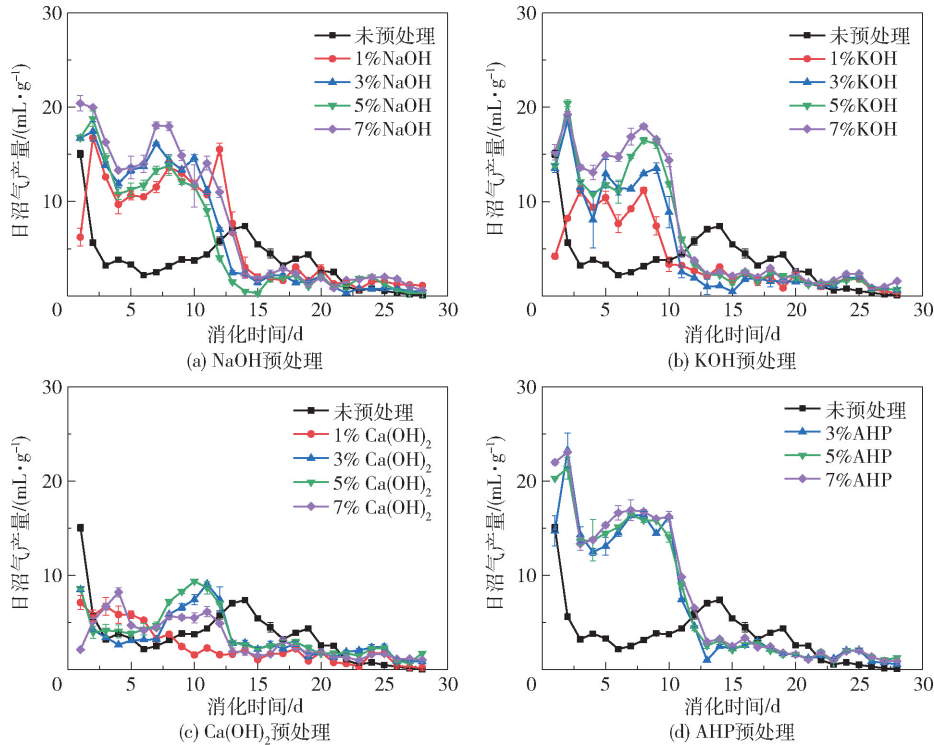 30
20
10
0
日沼气产量/(mL·g⁻¹)
未预处理
1%NaOH
3%NaOH
5%NaOH
7%NaOH
5
10
15
20
25
30
消化时间/d
(a) NaOH预处理
30
20
10
0
日沼气产量/(mL·g⁻¹)
未预处理
1%KOH
3%KOH
5%KOH
7%KOH
5
10
15
20
25
30
消化时间/d
(b) KOH预处理
30
20
10
0
日沼气产量/(mL·g⁻¹)
未预处理
1% Ca(OH)₂
3% Ca(OH)₂
5% Ca(OH)₂
7% Ca(OH)₂
5
10
15
20
25
30
消化时间/d
(c) Ca(OH)₂预处理
30
20
10
0
日沼气产量/(mL·g⁻¹)
未预处理
3%AHP
5%AHP
7%AHP
5
10
15
20
25
30
消化时间/d
(d) AHP预处理